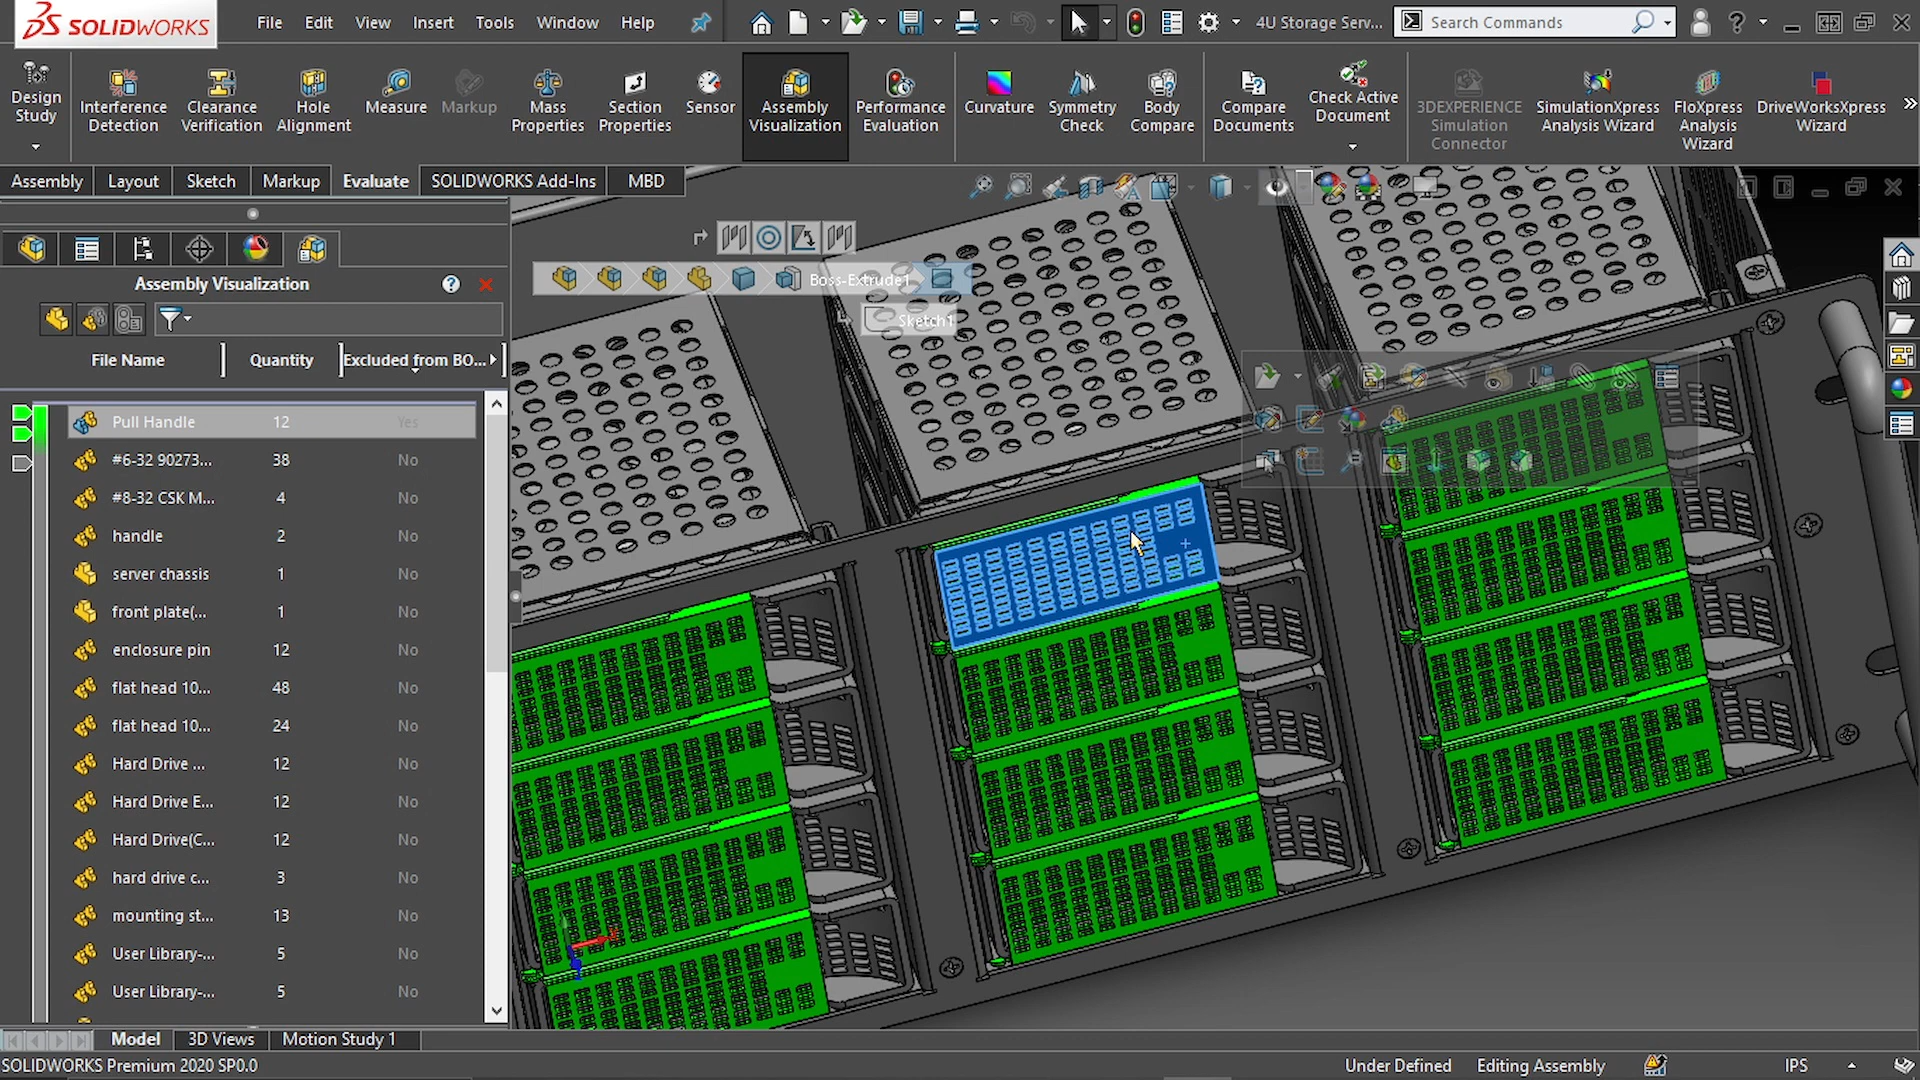 SOLIDWORKS File Edit View Insert Tools Window Help 4U Storage Serv... Search Commands
Design Study
Interference Detection
Clearance Verification
Hole Alignment
Measure
Markup
Mass Properties
Section Properties
Sensor
Assembly Visualization
Performance Evaluation
Curvature
Symmetry Check
Body Compare
Compare Documents
Check Active Document
3DEXPERIENCE Simulation Connector
SimulationXpress Analysis Wizard
FloXpress Analysis Wizard
DriveWorksXpress Wizard
Assembly Layout Sketch Markup Evaluate SOLIDWORKS Add-Ins MBD
Assembly Visualization
Boss-Extrude1
Sketch1
File Name Quantity Excluded from BO...
Pull Handle 12 Yes
#6-32 90273... 38 No
#8-32 CSK M... 4 No
handle 2 No
server chassis 1 No
front plate(... 1 No
enclosure pin 12 No
flat head 10... 48 No
flat head 10... 24 No
Hard Drive ... 12 No
Hard Drive E... 12 No
Hard Drive(C... 12 No
hard drive c... 3 No
mounting st... 13 No
User Library-... 5 No
User Library-... 5 No
Model 3D Views Motion Study 1
SOLIDWORKS Premium 2020 SP0.0 Under Defined Editing Assembly IPS